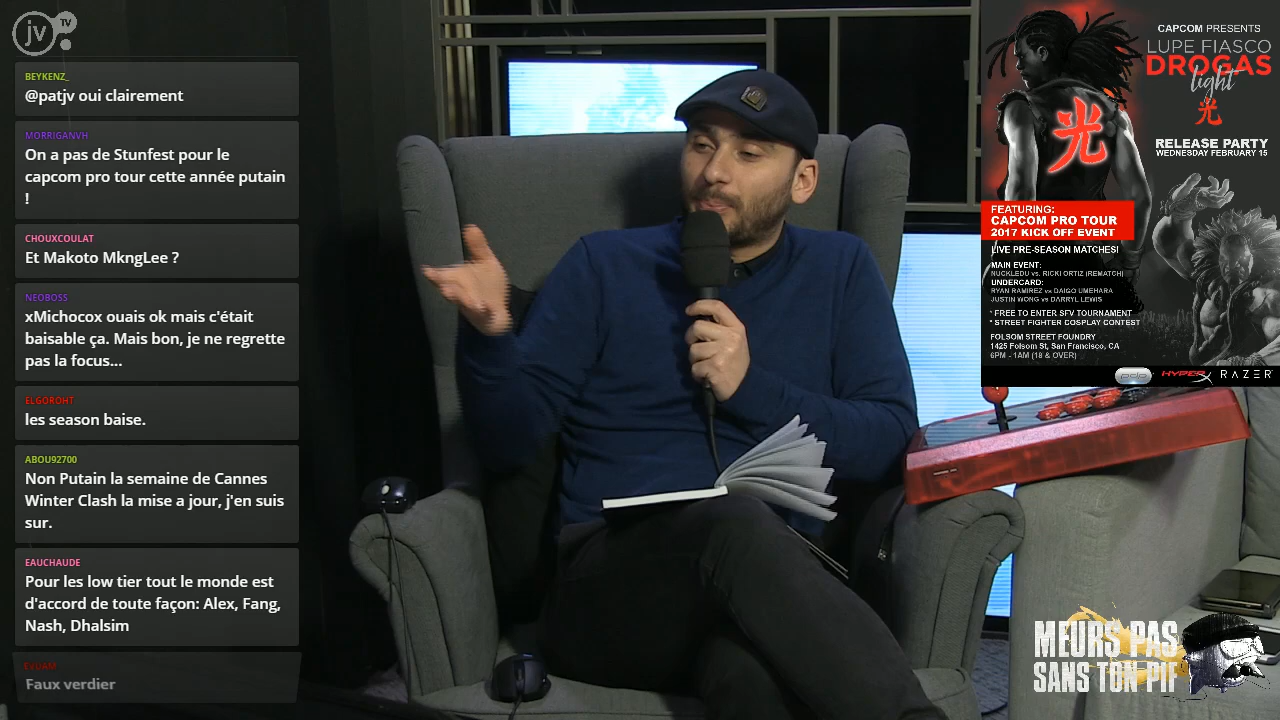 jv
TV
BEYKENZ_
@patjv oui clairement
MORRIGANVH
On a pas de Stunfest pour le
capcom pro tour cette année putain
!
CHOUXCOULAT
Et Makoto MkngLee ?
NEOBOSS
xMichocox ouais ok mais c'était
baisable ça. Mais bon, je ne regrette
pas la focus...
ELGOROHT
les season baise.
ABOU92700
Non Putain la semaine de Cannes
Winter Clash la mise a jour, j'en suis
sur.
EAUCHAUDE
Pour les low tier tout le monde est
d'accord de toute façon: Alex, Fang,
Nash, Dhalsim
Faux verdier
CAPCOM PRESENTS
LUPE FIASCO
DROGAS
light
光
光
RELEASE PARTY
WEDNESDAY FEBRUARY 15
FEATURING:
CAPCOM PRO TOUR
2017 KICK OFF EVENT
LIVE PRE-SEASON MATCHES!
MAIN EVENT:
NUCKLEDU vs. RICKI ORTIZ (REMATCH)
UNDERCARD:
RYAN RAMIREZ vs DAIGO UMEHARA
JUSTIN WONG vs DARRYL LEWIS
* FREE TO ENTER SFV TOURNAMENT
* STREET FIGHTER COSPLAY CONTEST
FOLSOM STREET FOUNDRY
1425 Folsom St, San Francisco, CA
6PM - 1AM (18 & OVER)
pdp
HYPERX
RAZER
MEURS PAS
SANS TON PIF